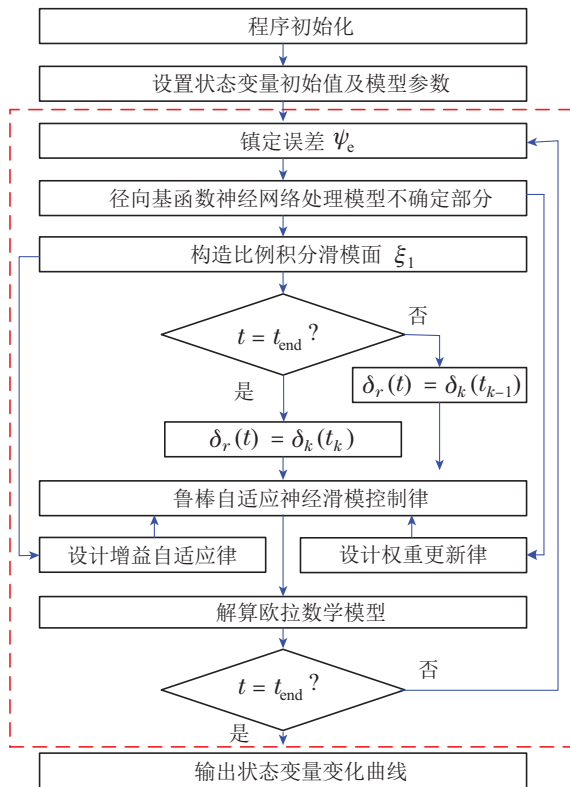 程序初始化
设置状态变量初始值及模型参数
镇定误差 ψe
径向基函数神经网络处理模型不确定部分
构造比例积分滑模面 ξ1
t = tend ?
否
是
δr(t) = δk(tk−1)
δr(t) = δk(tk)
鲁棒自适应神经滑模控制律
设计增益自适应律
设计权重更新律
解算欧拉数学模型
t = tend ?
否
是
输出状态变量变化曲线